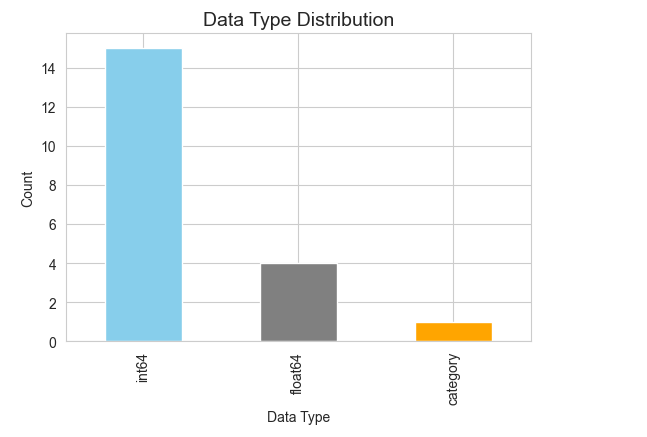 Data Type Distribution
Count
14
12
10
8
6
4
2
0
int64
float64
category
Data Type